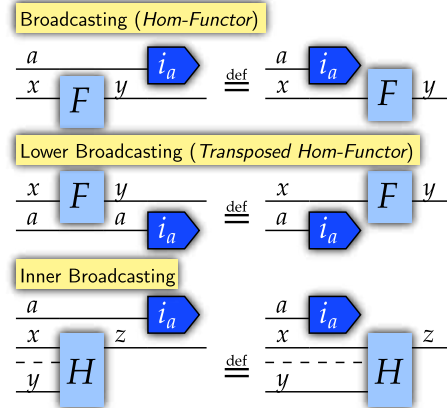 Broadcasting (Hom-Functor)
a a
i_a i_a
x F y def = x F y
Lower Broadcasting (Transposed Hom-Functor)
x F y x F y
def =
a a i_a a i_a
Inner Broadcasting
a i_a a i_a
x z x z
H def = H
y y